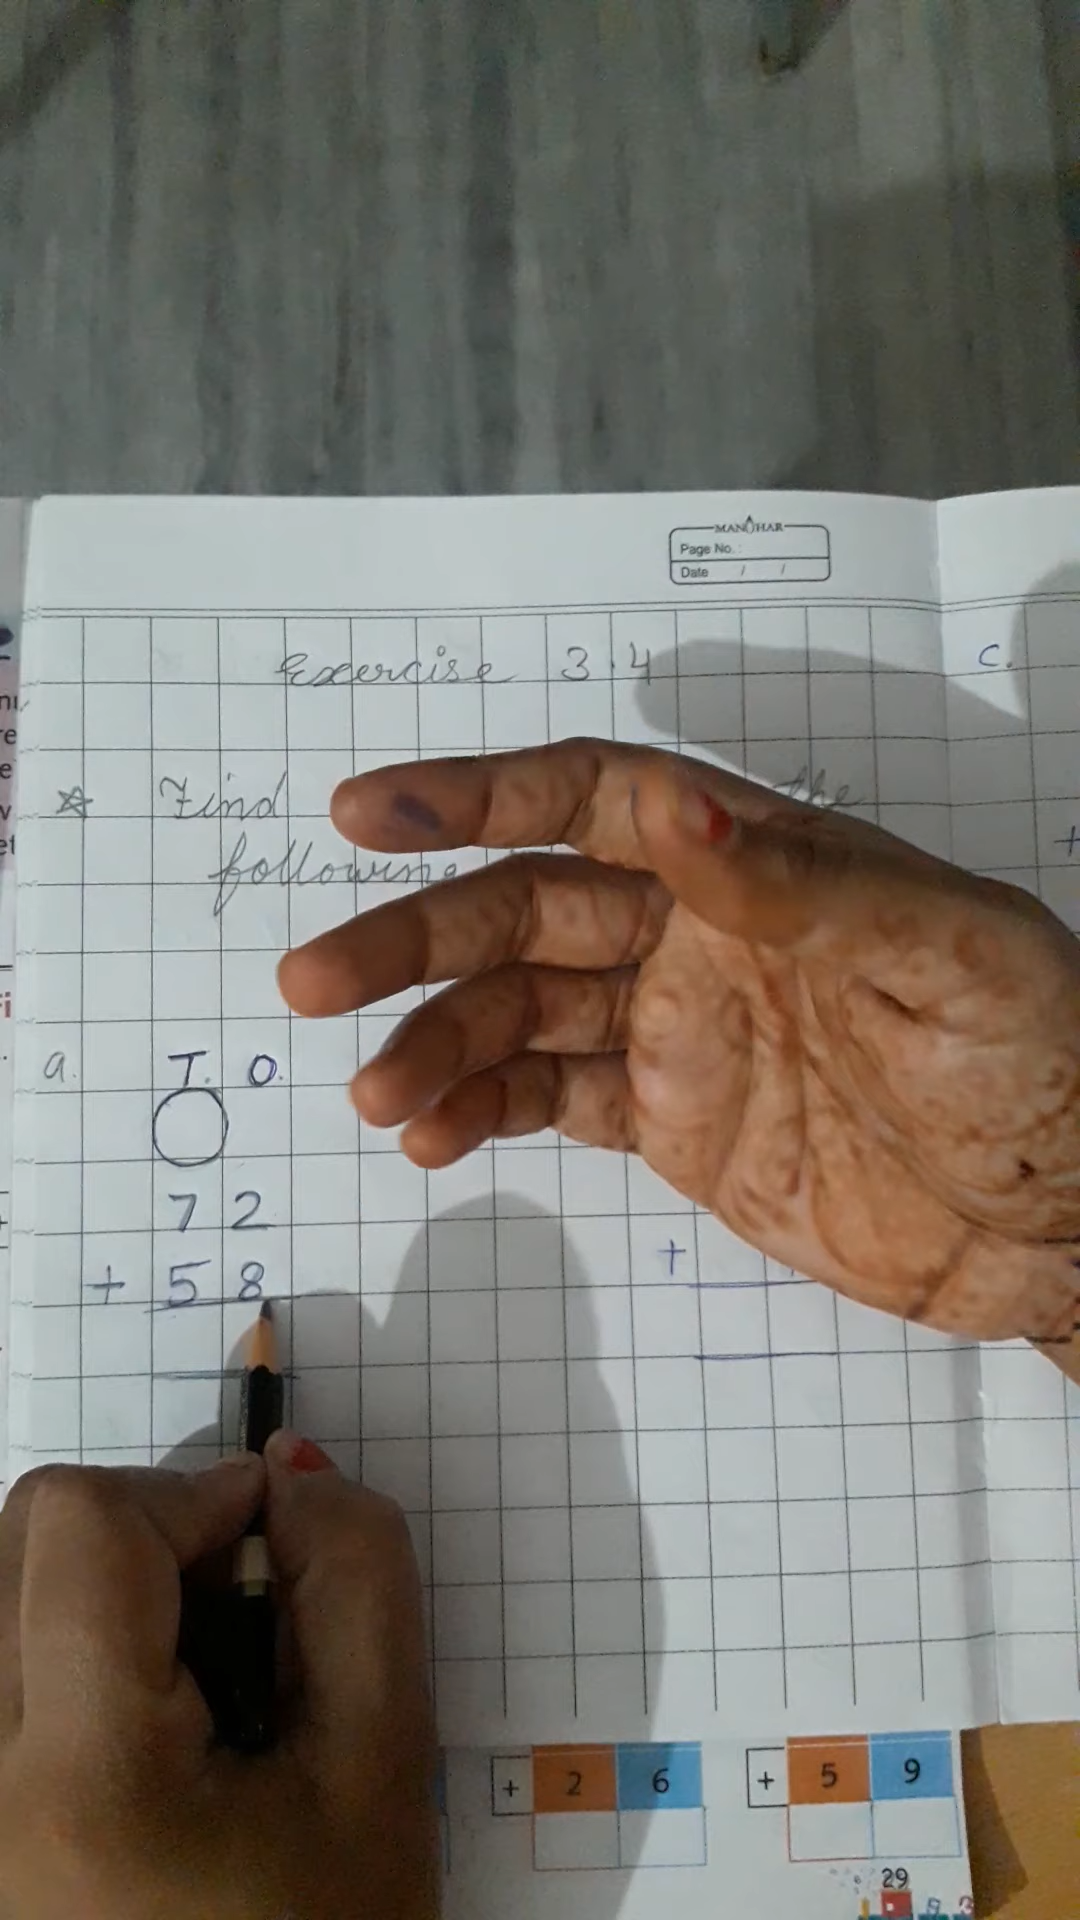 MANOHAR
Page No. :
Date / /
Exercise 3.4
C.
Find the
following
+
a. T. O.
7 2
+ 5 8
+
+ 2 6
+ 5 9
29